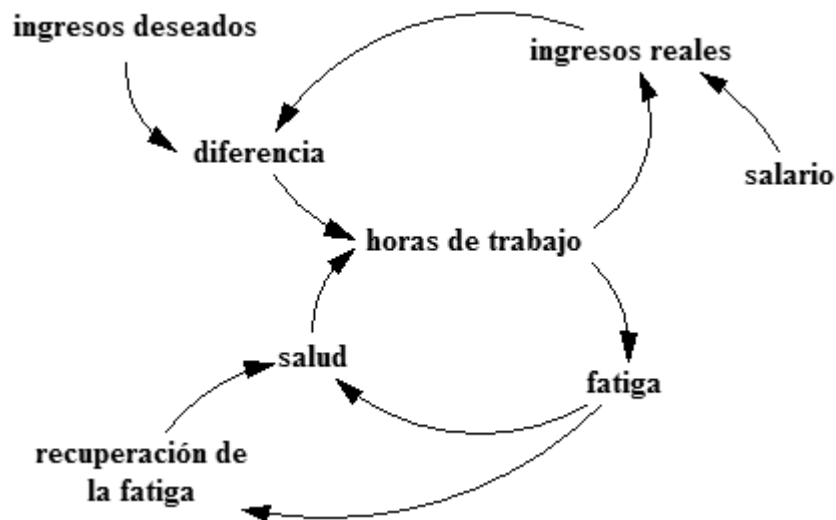 ingresos deseados
ingresos reales
diferencia
salario
horas de trabajo
salud
fatiga
recuperación de
la fatiga